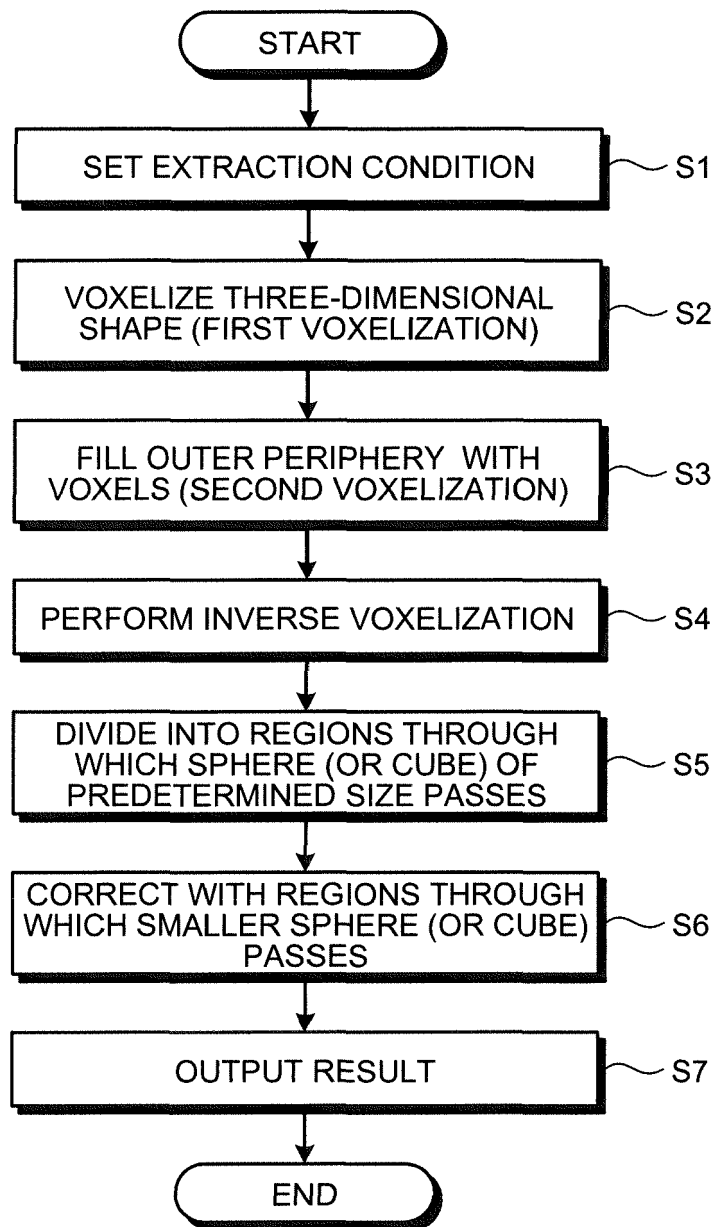 START
SET EXTRACTION CONDITION
S1
VOXELIZE THREE-DIMENSIONAL
SHAPE (FIRST VOXELIZATION)
S2
FILL OUTER PERIPHERY WITH
VOXELS (SECOND VOXELIZATION)
S3
PERFORM INVERSE VOXELIZATION
S4
DIVIDE INTO REGIONS THROUGH
WHICH SPHERE (OR CUBE) OF
PREDETERMINED SIZE PASSES
S5
CORRECT WITH REGIONS THROUGH
WHICH SMALLER SPHERE (OR CUBE)
PASSES
S6
OUTPUT RESULT
S7
END